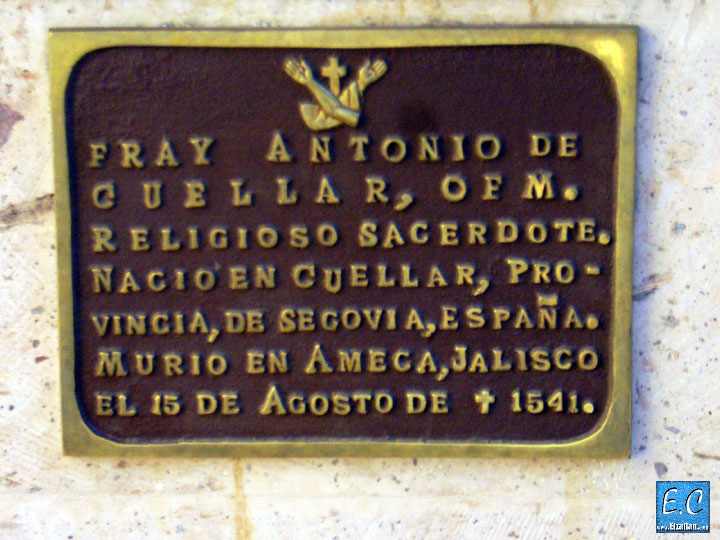 FRAY ANTONIO DE
CUELLAR, OFM.
RELIGIOSO SACERDOTE.
NACIO EN CUELLAR, PRO-
VINCIA, DE SEGOVIA, ESPAÑA.
MURIO EN AMECA, JALISCO
EL 15 DE AGOSTO DE ✝ 1541.
E.C